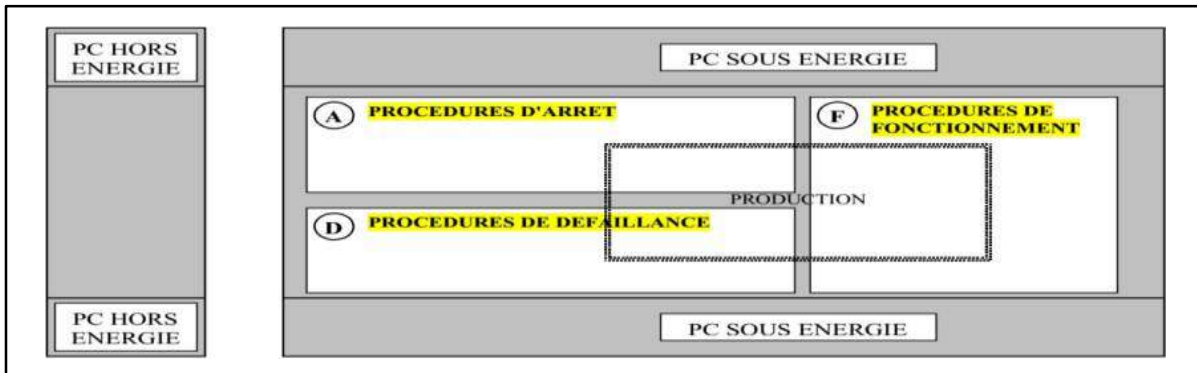 PC HORS
ENERGIE
PC SOUS ENERGIE
A PROCEDURES D'ARRET
F PROCEDURES DE
FONCTIONNEMENT
PRODUCTION
D PROCEDURES DE DEFAILLANCE
PC HORS
ENERGIE
PC SOUS ENERGIE